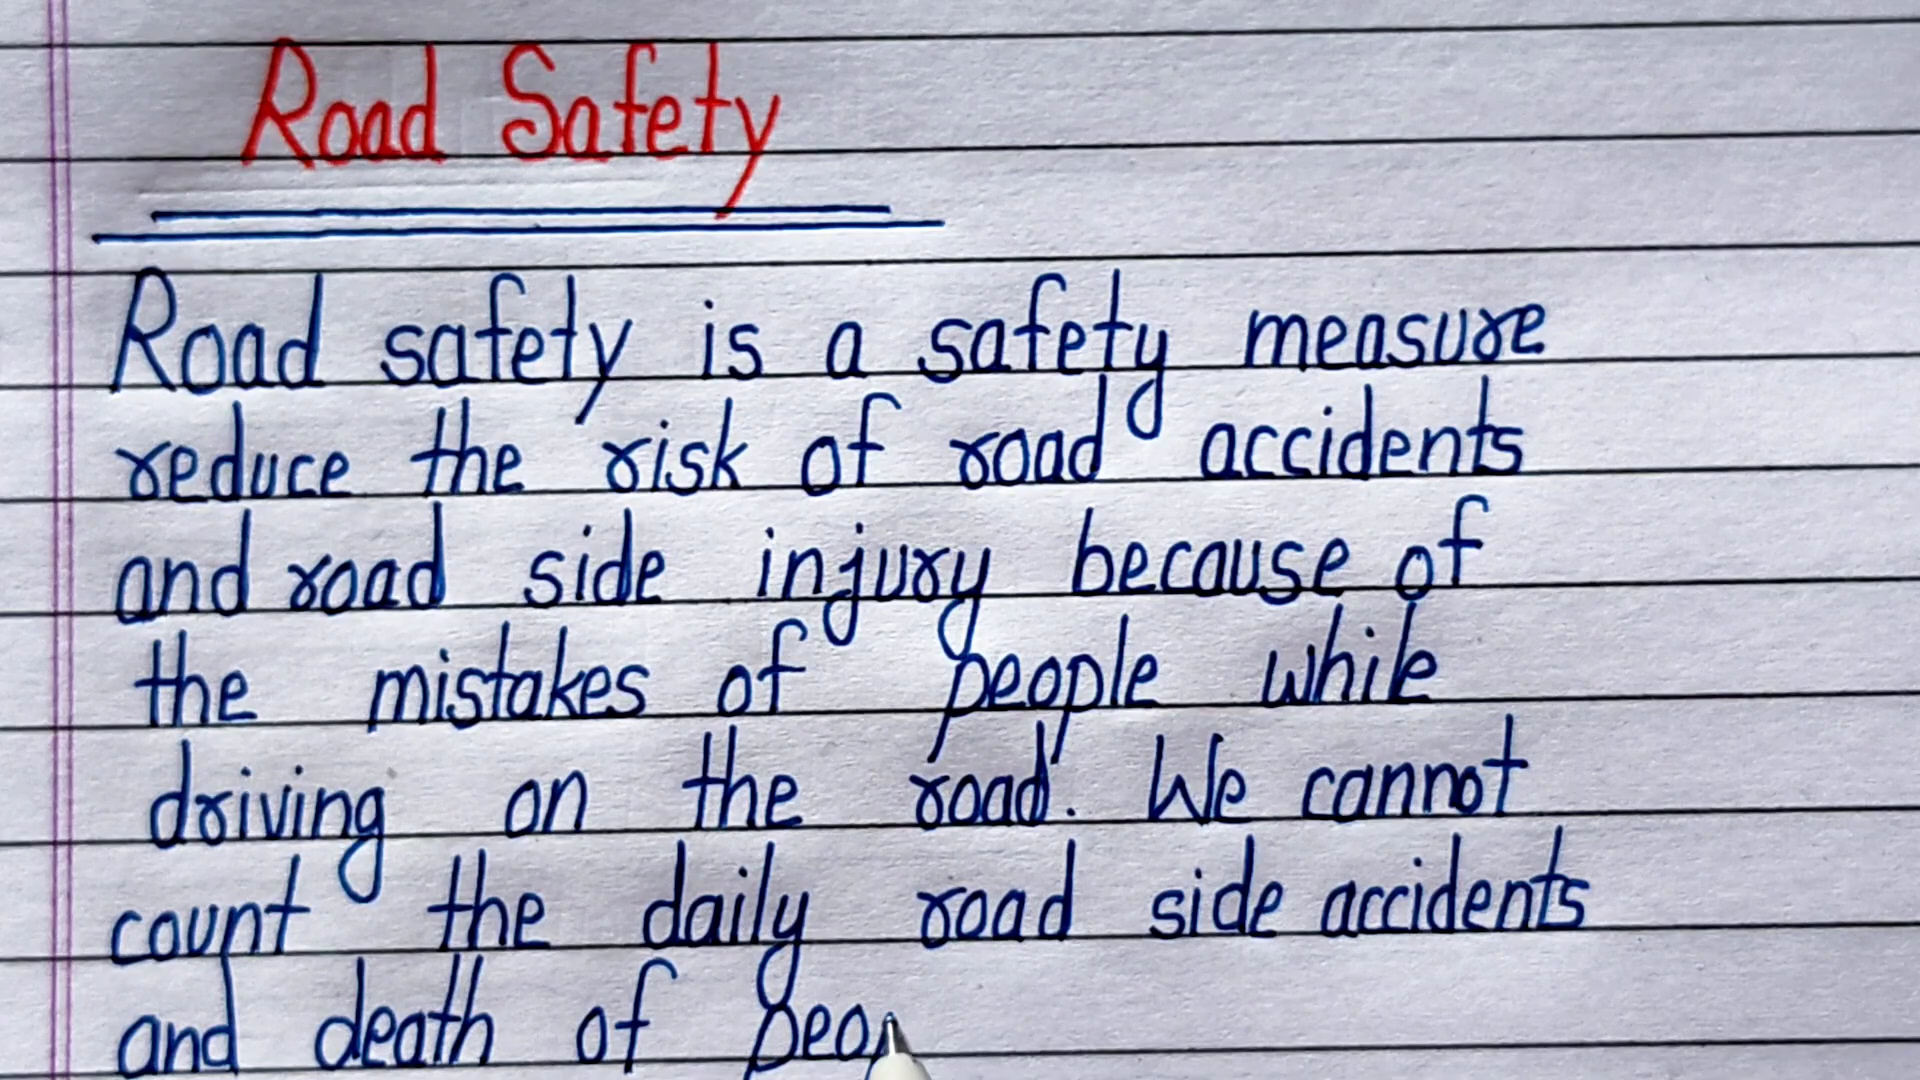 Road Safety
Road safety is a safety measure
reduce the risk of road accidents
and road side injury because of
the mistakes of people while
driving on the road. We cannot
count the daily road side accidents
and death of